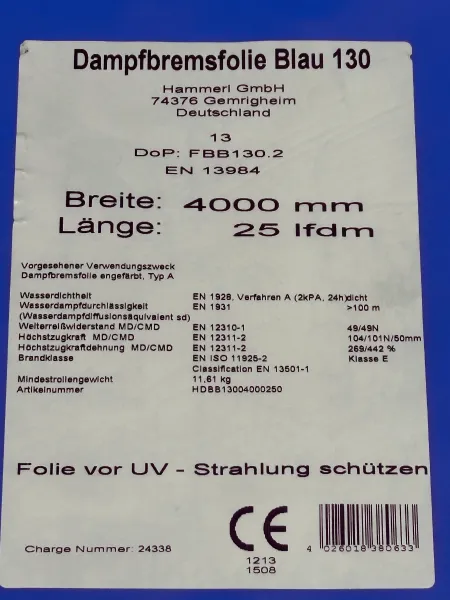 Dampfbremsfolie Blau 130
Hammerl GmbH
74376 Gemrigheim
Deutschland
13
DoP: FBB130.2
EN 13984
Breite: 4000 mm
Länge: 25 lfdm
Vorgesehener Verwendungszweck
Dampfbremsfolie engefärbt, Typ A
Wasserdichtheit EN 1928, Verfahren A (2kPA, 24h)dicht
Wasserdampfdurchlässigkeit EN 1931 >100 m
(Wasserdampfdiffusionsäquivalent sd)
Weiterreißwiderstand MD/CMD EN 12310-1 49/49N
Höchstzugkraft MD/CMD EN 12311-2 104/101N/50mm
Höchstzugkraftdehnung MD/CMD EN 12311-2 269/442 %
Brandklasse EN ISO 11925-2 Klasse E
Classification EN 13501-1
Mindestrollengewicht 11,61 kg
Artikelnummer HDBB13004000250
Folie vor UV - Strahlung schützen
CE
1213
1508
Charge Nummer: 24338
4 026018 380633